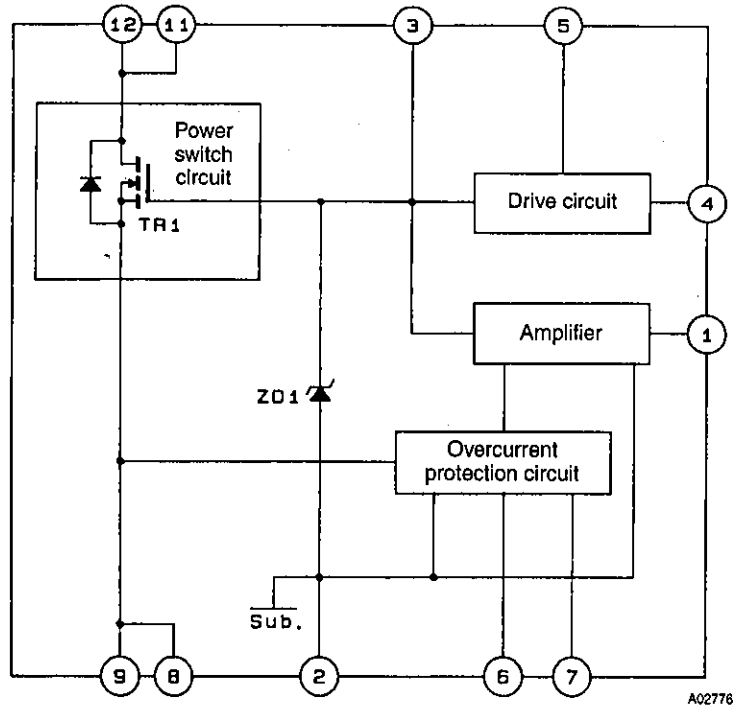 12 11 3 5
Power
switch
circuit
TR1
Drive circuit
4
Amplifier
1
ZD1
Overcurrent
protection circuit
Sub.
9 8 2 6 7
A02776